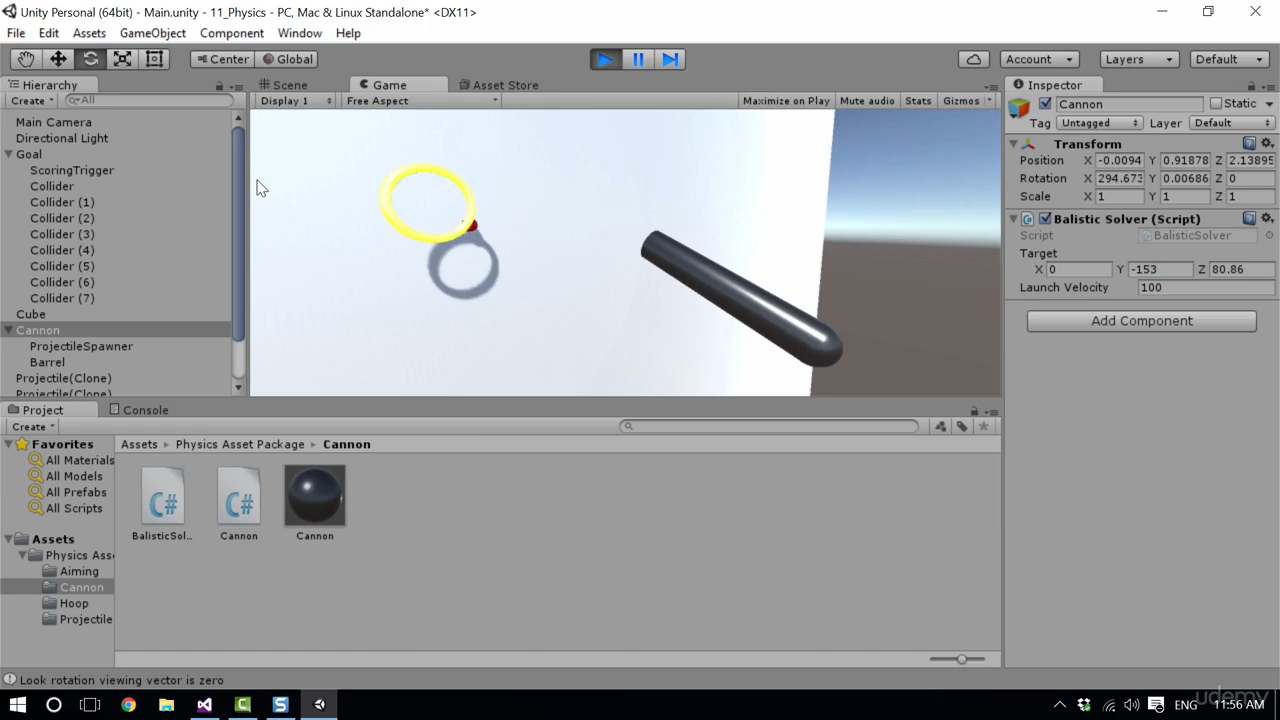 Unity Personal (64bit) - Main.unity - 11_Physics - PC, Mac & Linux Standalone* <DX11>
File Edit Assets GameObject Component Window Help
Center Global Account Layers Default
Hierarchy Scene Game Asset Store Inspector
Create All Display 1 Free Aspect Maximize on Play Mute audio Stats Gizmos
Cannon Static
Tag Untagged Layer Default
Main Camera
Directional Light
Goal
ScoringTrigger
Collider
Collider (1)
Collider (2)
Collider (3)
Collider (4)
Collider (5)
Collider (6)
Collider (7)
Cube
Cannon
ProjectileSpawner
Barrel
Projectile(Clone)
Projectile(Clone)
Transform
Position X -0.0094 Y 0.91878 Z 2.13895
Rotation X 294.673 Y 0.00686 Z 0
Scale X 1 Y 1 Z 1
Balistic Solver (Script)
Script BalisticSolver
Target
X 0 Y -153 Z 80.86
Launch Velocity 100
Add Component
Project Console
Create
Favorites
All Materials
All Models
All Prefabs
All Scripts
Assets
Physics Ass
Aiming
Cannon
Hoop
Projectile
Assets Physics Asset Package Cannon
C# C#
BalisticSol... Cannon Cannon
Look rotation viewing vector is zero
ENG 11:56 AM
udemy